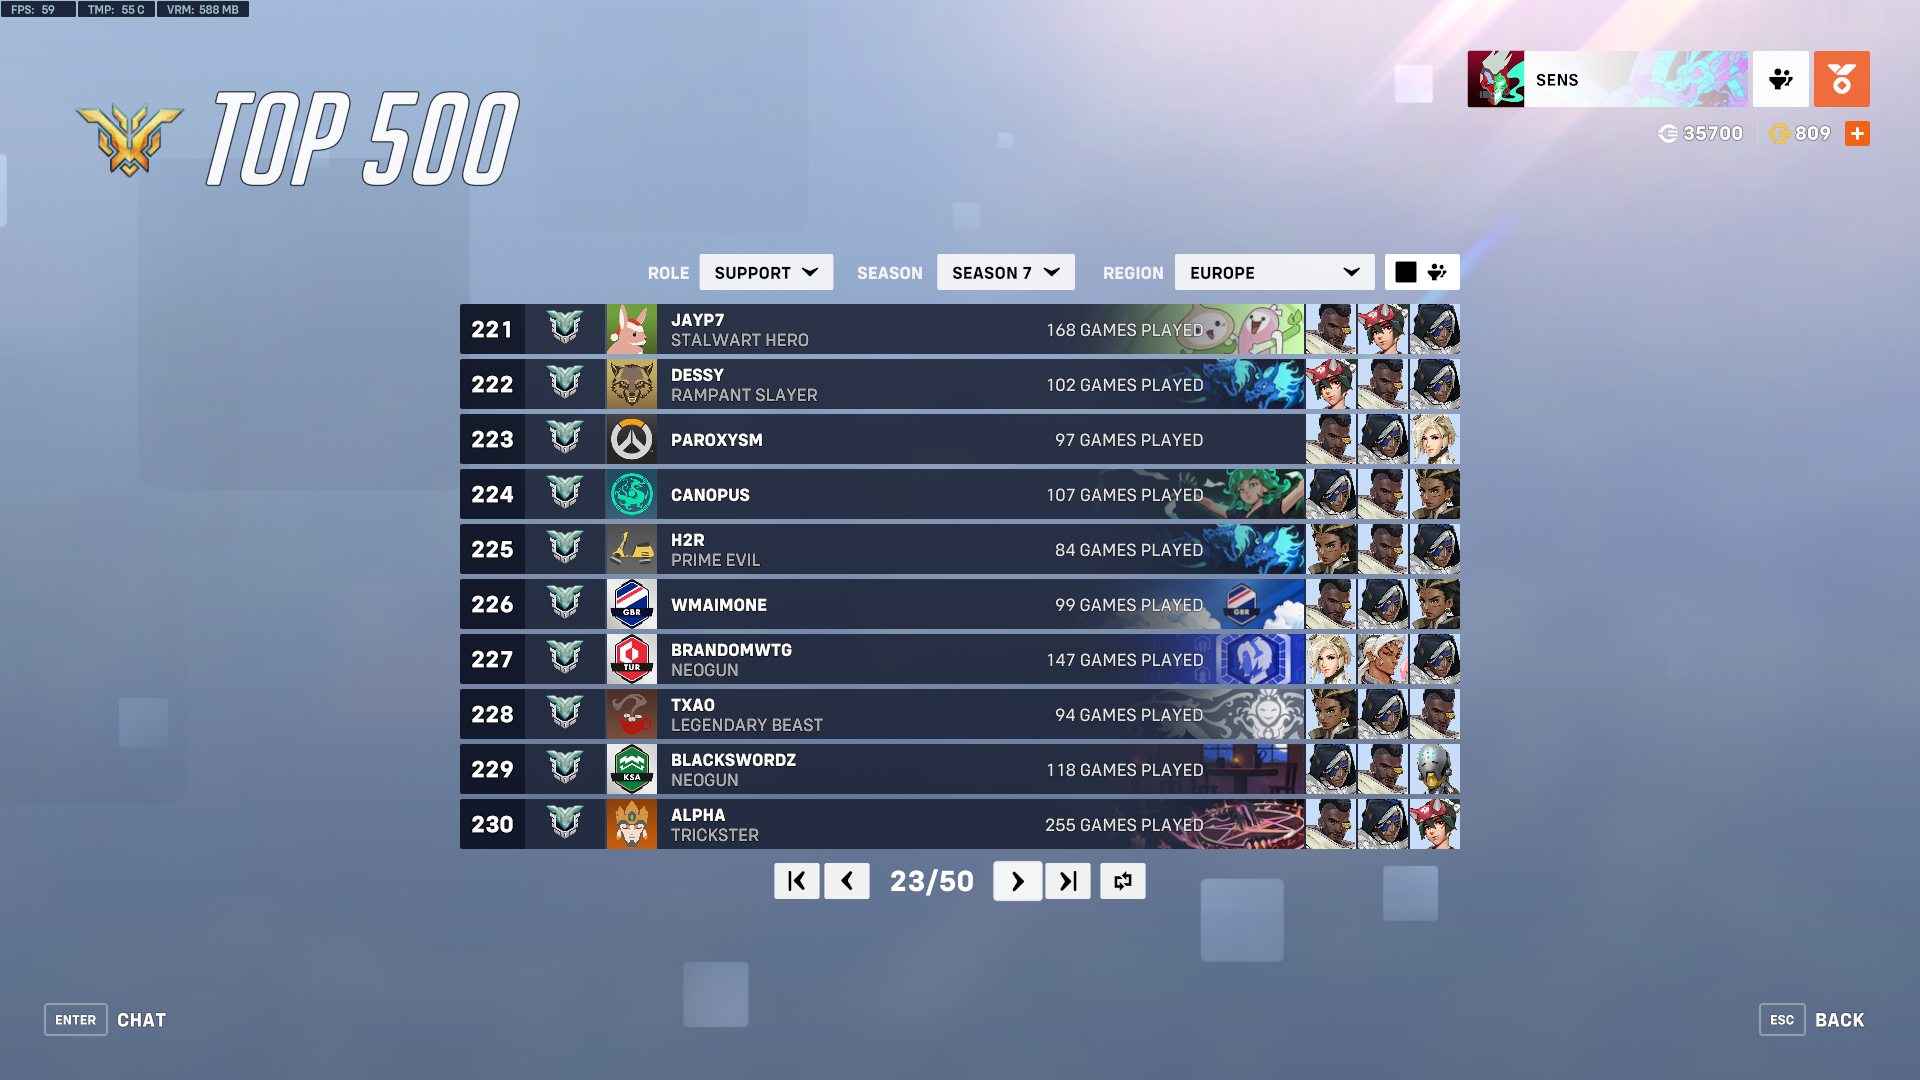 FPS: 59 TMP: 55 C VRM: 588 MB
TOP 500
SENS
35700 809 +
ROLE SUPPORT SEASON SEASON 7 REGION EUROPE
221 JAYP7 STALWART HERO 168 GAMES PLAYED
222 DESSY RAMPANT SLAYER 102 GAMES PLAYED
223 PAROXYSM 97 GAMES PLAYED
224 CANOPUS 107 GAMES PLAYED
225 H2R PRIME EVIL 84 GAMES PLAYED
226 GBR WMAIMONE 99 GAMES PLAYED GBR
227 TUR BRANDOMWTG NEOGUN 147 GAMES PLAYED
228 TXAO LEGENDARY BEAST 94 GAMES PLAYED
229 KSA BLACKSWORDZ NEOGUN 118 GAMES PLAYED
230 ALPHA TRICKSTER 255 GAMES PLAYED
23/50
ENTER CHAT
ESC BACK